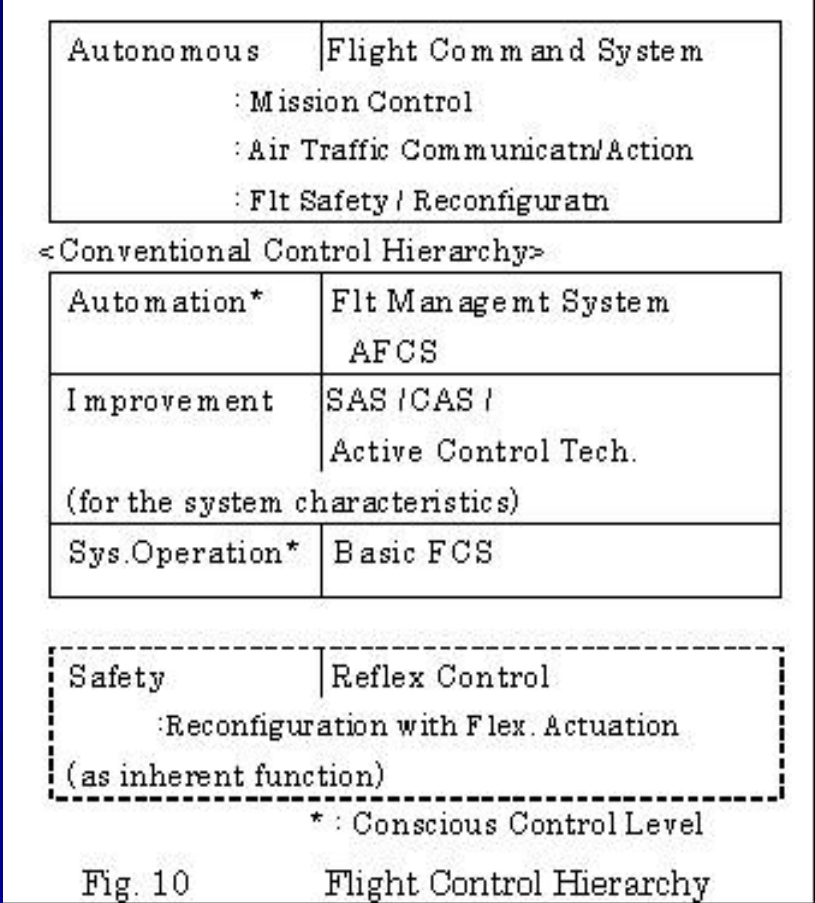 Autonomous Flight Command System
: Mission Control
: Air Traffic Communicatn/Action
: Flt Safety / Reconfiguratn
<Conventional Control Hierarchy>
Automation* Flt Managemt System
AFCS
Improvement SAS /CAS /
Active Control Tech.
(for the system characteristics)
Sys.Operation* Basic FCS
Safety Reflex Control
:Reconfiguration with Flex. Actuation
(as inherent function)
* : Conscious Control Level
Fig. 10 Flight Control Hierarchy